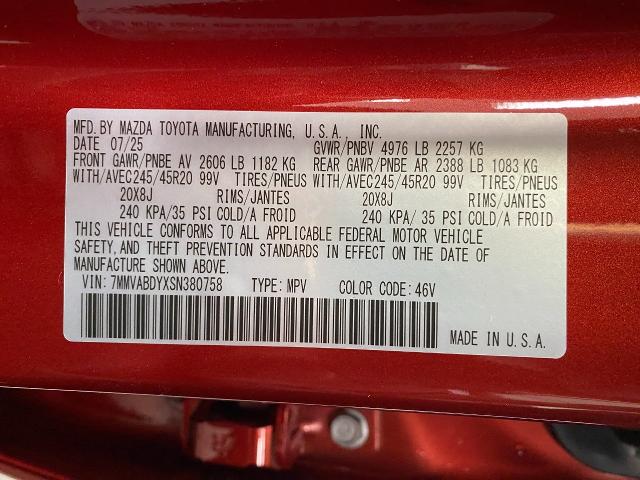 MFD. BY MAZDA TOYOTA MANUFACTURING, U.S.A., INC.
DATE 07/25 GVWR/PNBV 4976 LB 2257 KG
FRONT GAWR/PNBE AV 2606 LB 1182 KG REAR GAWR/PNBE AR 2388 LB 1083 KG
WITH/AVEC245/45R20 99V TIRES/PNEUS WITH/AVEC245/45R20 99V TIRES/PNEUS
20X8J RIMS/JANTES 20X8J RIMS/JANTES
240 KPA/35 PSI COLD/A FROID 240 KPA/ 35 PSI COLD/A FROID
THIS VEHICLE CONFORMS TO ALL APPLICABLE FEDERAL MOTOR VEHICLE
SAFETY,AND THEFT PREVENTION STANDARDS IN EFFECT ON THE DATE OF
MANUFACTURE SHOWN ABOVE.
VIN: 7MMVABDYXSN380758 TYPE: MPV COLOR CODE: 46V
MADE IN U.S.A.